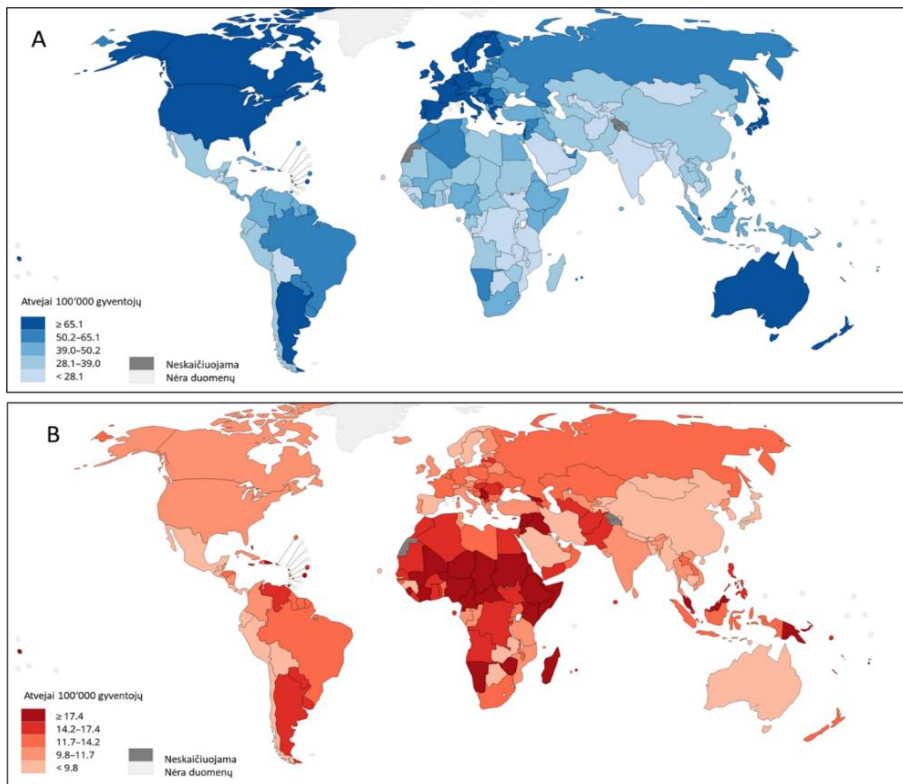 A
Atvejai 100’000 gyventojų
≥ 65.1
50.2–65.1
39.0–50.2
28.1–39.0
< 28.1
Neskaičiuojama
Nėra duomenų
B
Atvejai 100’000 gyventojų
≥ 17.4
14.2–17.4
11.7–14.2
9.8–11.7
< 9.8
Neskaičiuojama
Nėra duomenų